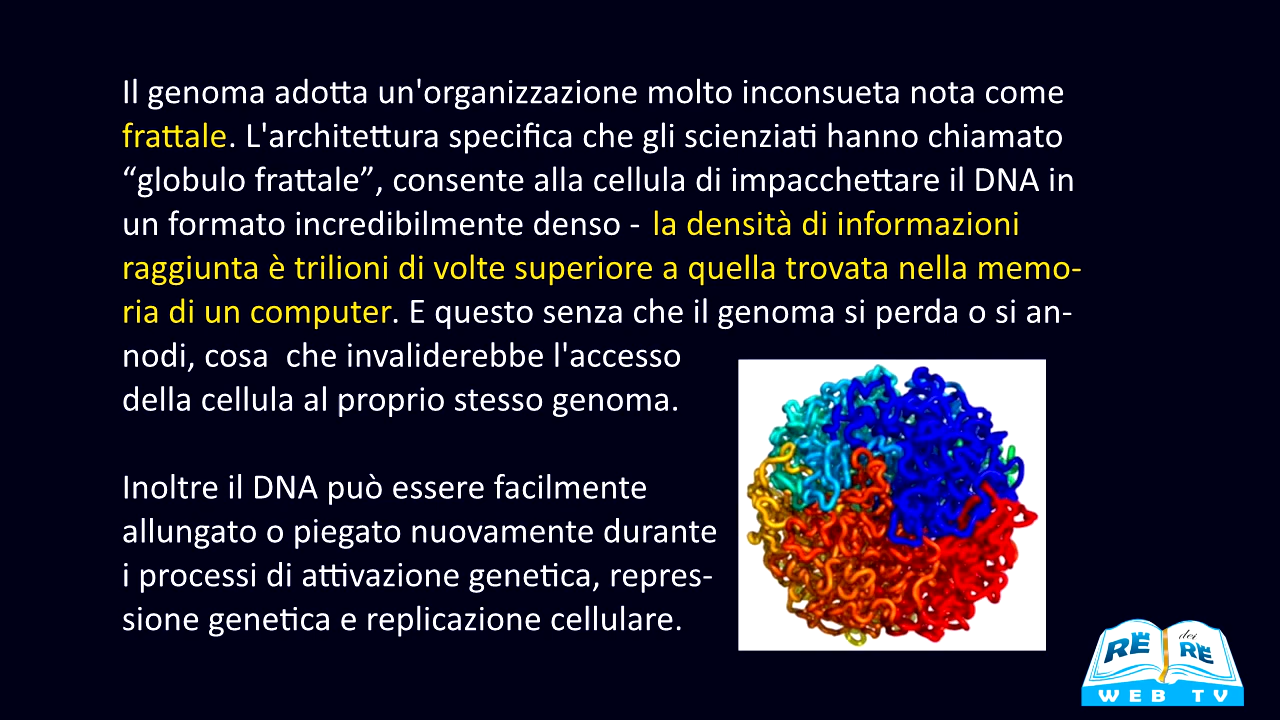 Il genoma adotta un'organizzazione molto inconsueta nota come
frattale. L'architettura specifica che gli scienziati hanno chiamato
“globulo frattale”, consente alla cellula di impacchettare il DNA in
un formato incredibilmente denso - la densità di informazioni
raggiunta è trilioni di volte superiore a quella trovata nella memo-
ria di un computer. E questo senza che il genoma si perda o si an-
nodi, cosa  che invaliderebbe l'accesso
della cellula al proprio stesso genoma.
Inoltre il DNA può essere facilmente
allungato o piegato nuovamente durante
i processi di attivazione genetica, repres-
sione genetica e replicazione cellulare.
RE dei RE
WEB TV